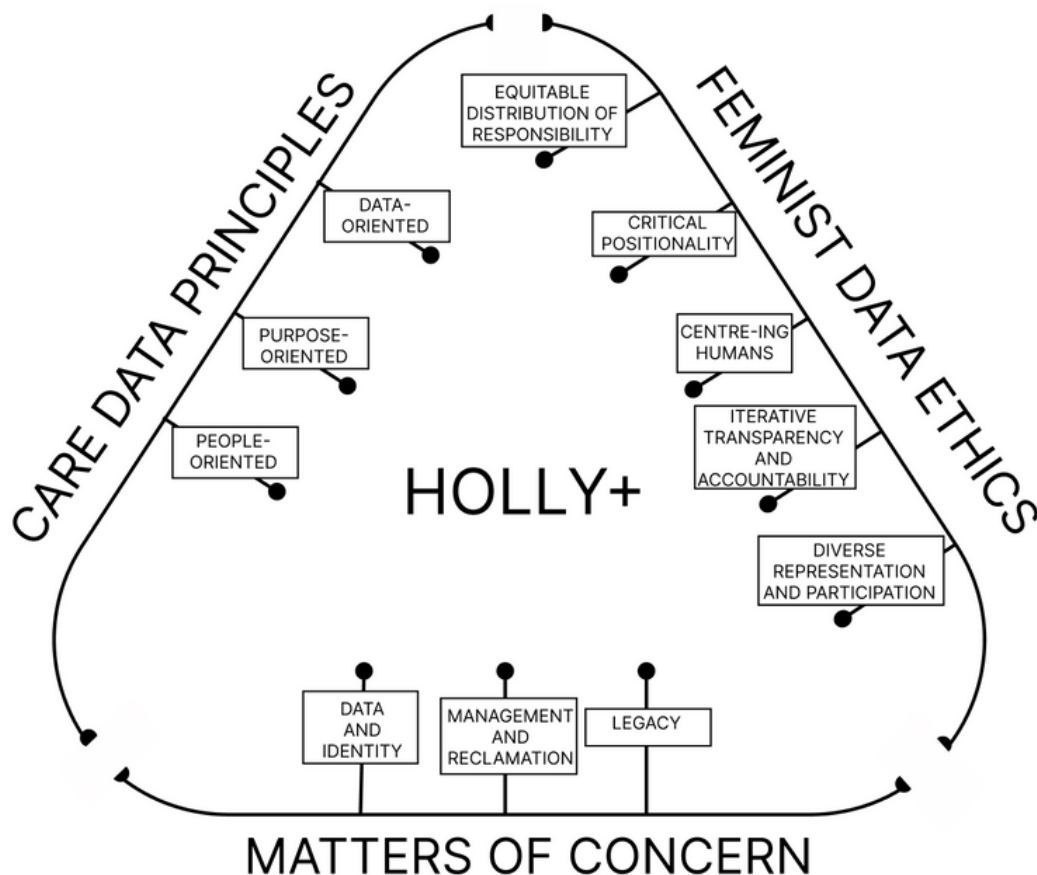 CARE DATA PRINCIPLES
DATA-
ORIENTED
PURPOSE-
ORIENTED
PEOPLE-
ORIENTED
FEMINIST DATA ETHICS
EQUITABLE
DISTRIBUTION OF
RESPONSIBILITY
CRITICAL
POSITIONALITY
CENTRE-ING
HUMANS
ITERATIVE
TRANSPARENCY
AND
ACCOUNTABILITY
DIVERSE
REPRESENTATION
AND PARTICIPATION
HOLLY+
DATA
AND
IDENTITY
MANAGEMENT
AND
RECLAMATION
LEGACY
MATTERS OF CONCERN